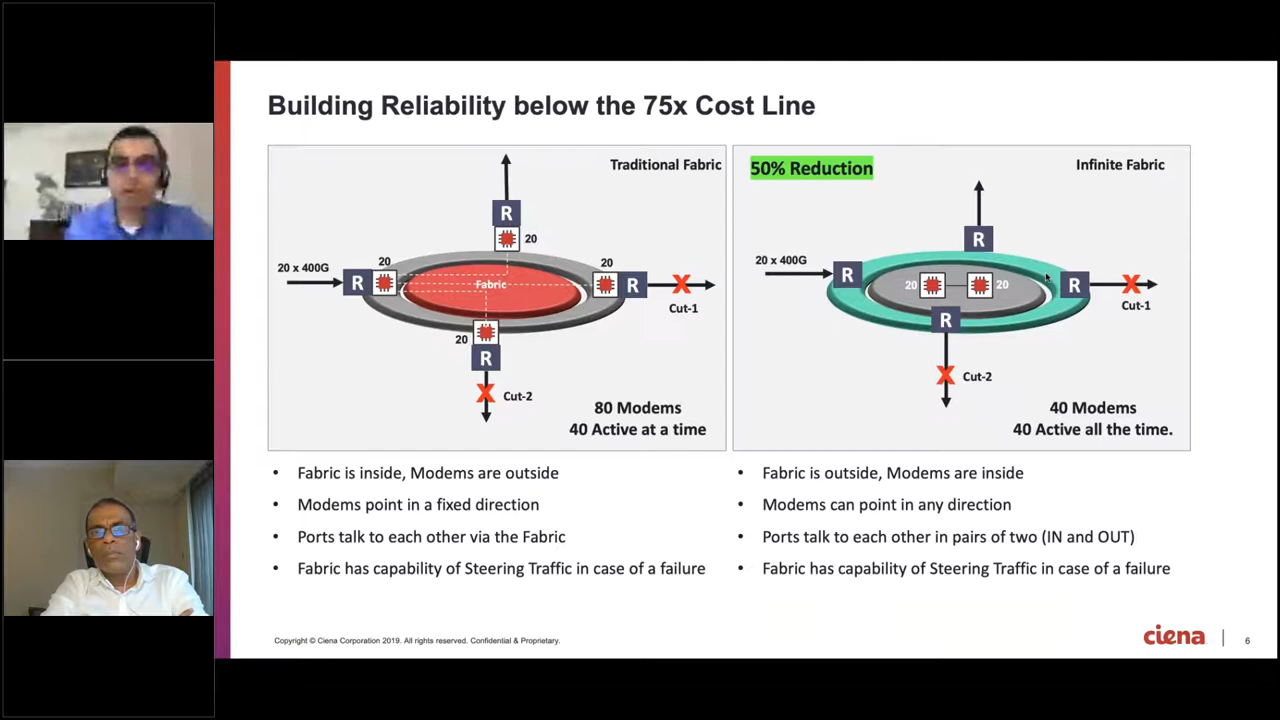 Building Reliability below the 75x Cost Line
Traditional Fabric
R
20
20
20 x 400G
R
Fabric
20
R
Cut-1
20
R
Cut-2
80 Modems
40 Active at a time
50% Reduction
Infinite Fabric
R
20 x 400G
R
20
20
R
Cut-1
R
Cut-2
40 Modems
40 Active all the time.
• Fabric is inside, Modems are outside
• Modems point in a fixed direction
• Ports talk to each other via the Fabric
• Fabric has capability of Steering Traffic in case of a failure
• Fabric is outside, Modems are inside
• Modems can point in any direction
• Ports talk to each other in pairs of two (IN and OUT)
• Fabric has capability of Steering Traffic in case of a failure
Copyright © Ciena Corporation 2019. All rights reserved. Confidential & Proprietary.
ciena
6